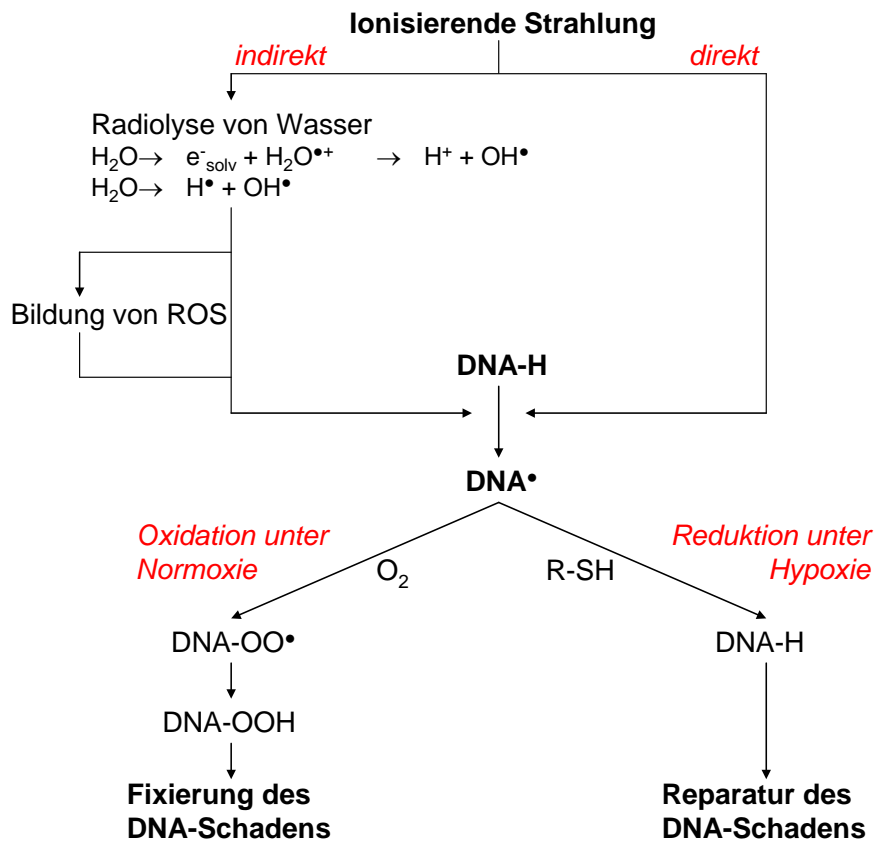 Ionisierende Strahlung
indirekt
direkt
Radiolyse von Wasser
H₂O→ e⁻solv + H₂O•⁺ → H⁺ + OH•
H₂O→ H• + OH•
Bildung von ROS
DNA-H
DNA•
Oxidation unter
Normoxie
O₂
R-SH
Reduktion unter
Hypoxie
DNA-OO•
DNA-OOH
Fixierung des
DNA-Schadens
DNA-H
Reparatur des
DNA-Schadens